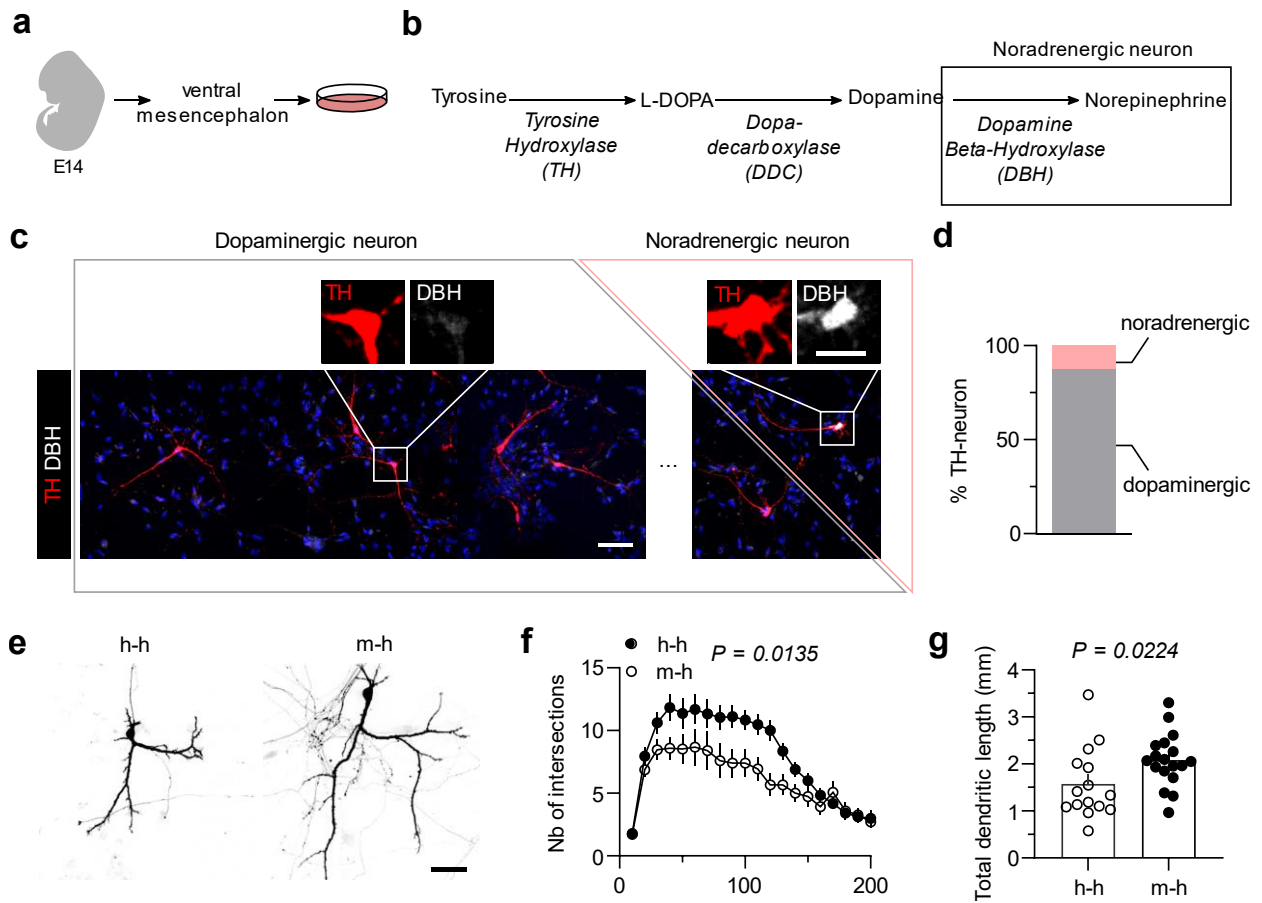 a
E14
ventral
mesencephalon
b
Noradrenergic neuron
Tyrosine
L-DOPA
Dopamine
Norepinephrine
Tyrosine
Hydroxylase
(TH)
Dopa-
decarboxylase
(DDC)
Dopamine
Beta-Hydroxylase
(DBH)
c
Dopaminergic neuron
Noradrenergic neuron
TH
DBH
TH
DBH
TH DBH
...
d
% TH-neuron
100
50
0
noradrenergic
dopaminergic
e
h-h
m-h
f
h-h
m-h
P = 0.0135
Nb of intersections
15
10
5
0
0
100
200
g
P = 0.0224
Total dendritic length (mm)
4
3
2
1
0
h-h
m-h